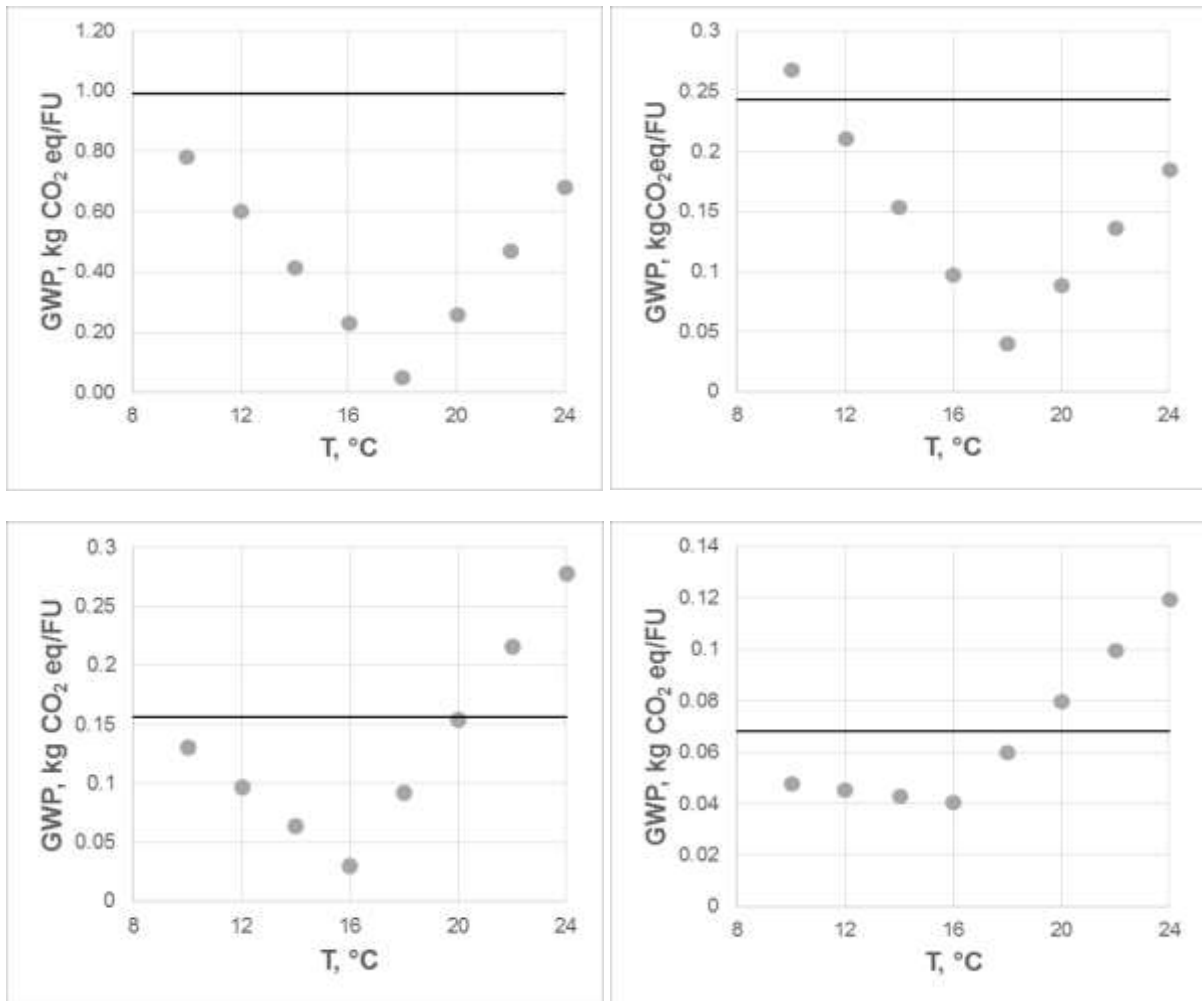 1.20
1.00
0.80
0.60
0.40
0.20
0.00
GWP, kg CO₂ eq/FU
8 12 16 20 24
T, °C
0.3
0.25
0.2
0.15
0.1
0.05
0
GWP, kgCO₂eq/FU
8 12 16 20 24
T, °C
0.3
0.25
0.2
0.15
0.1
0.05
0
GWP, kg CO₂ eq/FU
8 12 16 20 24
T, °C
0.14
0.12
0.1
0.08
0.06
0.04
0.02
0
GWP, kg CO₂ eq/FU
8 12 16 20 24
T, °C